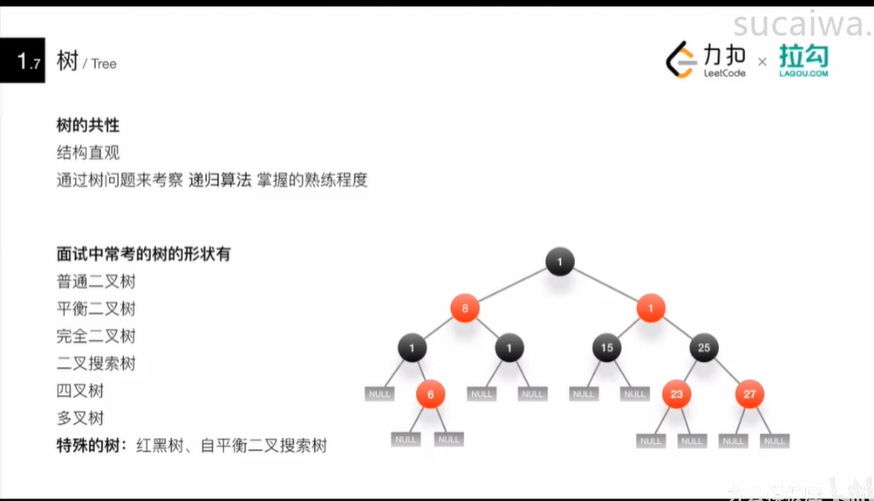 sucaiwa.
1.7 树 / Tree
力扣 LeetCode × 拉勾 LAGOU.COM
树的共性
结构直观
通过树问题来考察 递归算法 掌握的熟练程度
面试中常考的树的形状有
普通二叉树
平衡二叉树
完全二叉树
二叉搜索树
四叉树
多叉树
特殊的树：红黑树、自平衡二叉搜索树
1
8 1
1 1 15 25
NULL 6 NULL NULL NULL NULL 23 27
NULL NULL NULL NULL NULL NULL